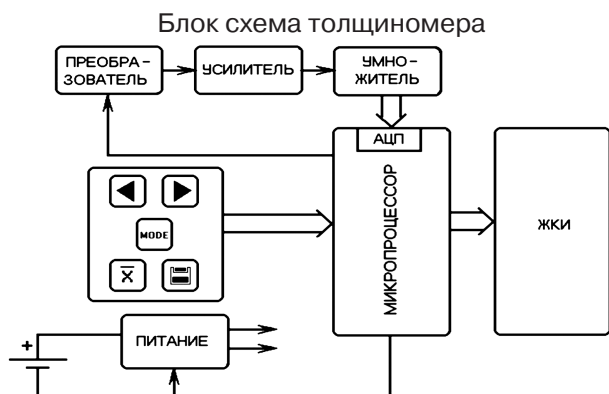 Блок схема толщиномера
ПРЕОБРА-
ЗОВАТЕЛЬ
УСИЛИТЕЛЬ
УМНО-
ЖИТЕЛЬ
АЦП
МИКРОПРОЦЕССОР
ЖКИ
MODE
X̅
ПИТАНИЕ
+